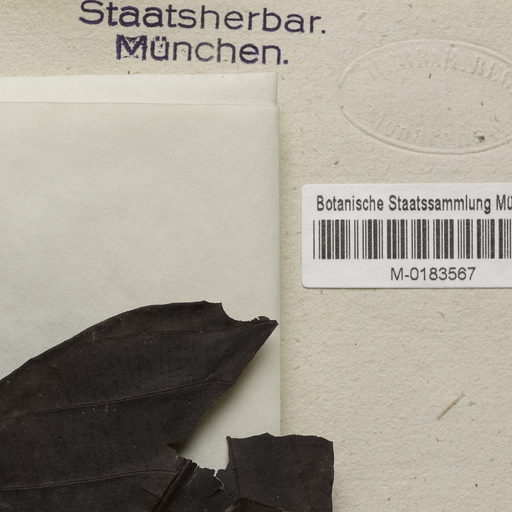 Staatsherbar.
München.
Botanische Staatssammlung Mü
M-0183567